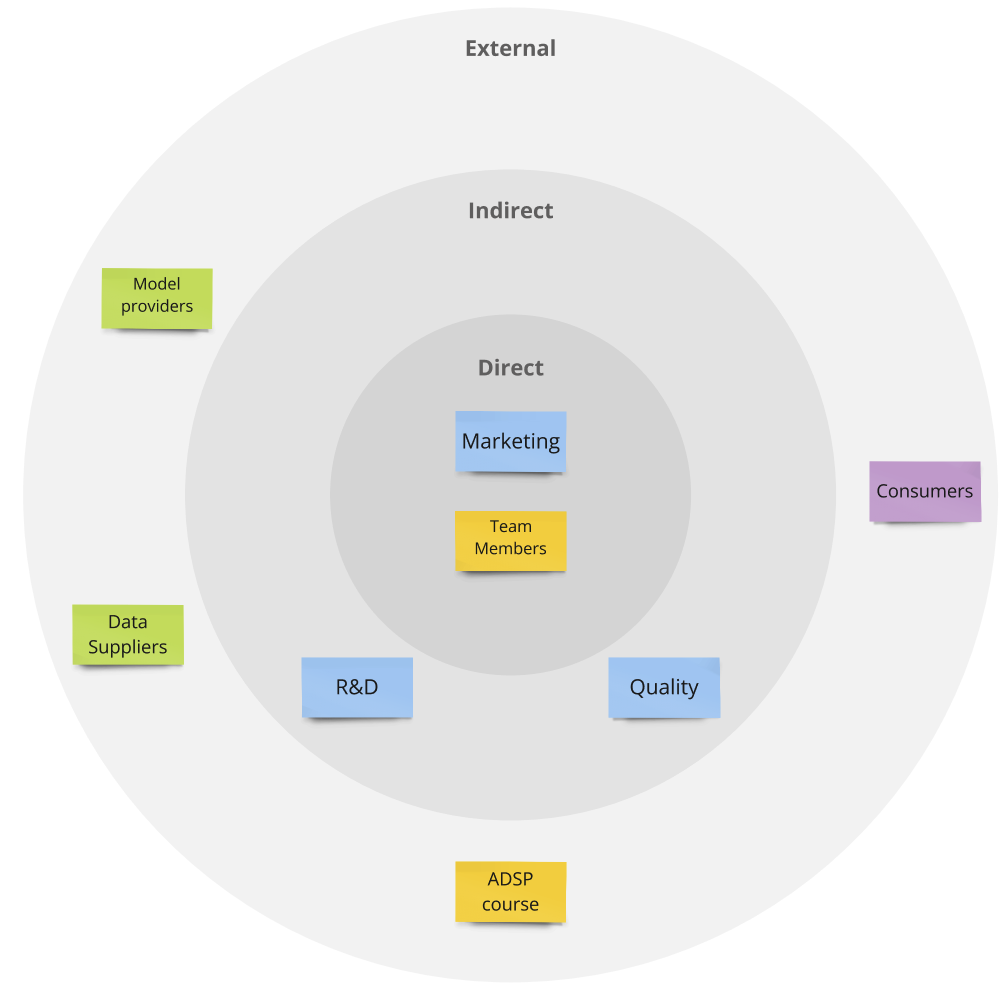 External
Indirect
Model
providers
Direct
Marketing
Consumers
Team
Members
Data
Suppliers
R&D
Quality
ADSP
course